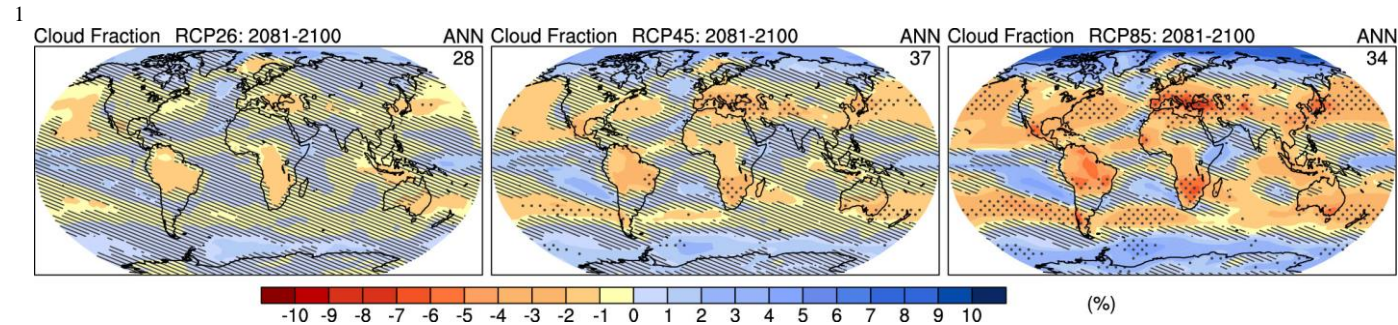 1
Cloud Fraction RCP26: 2081-2100 ANN
28
Cloud Fraction RCP45: 2081-2100 ANN
37
Cloud Fraction RCP85: 2081-2100 ANN
34
-10 -9 -8 -7 -6 -5 -4 -3 -2 -1 0 1 2 3 4 5 6 7 8 9 10 (%)